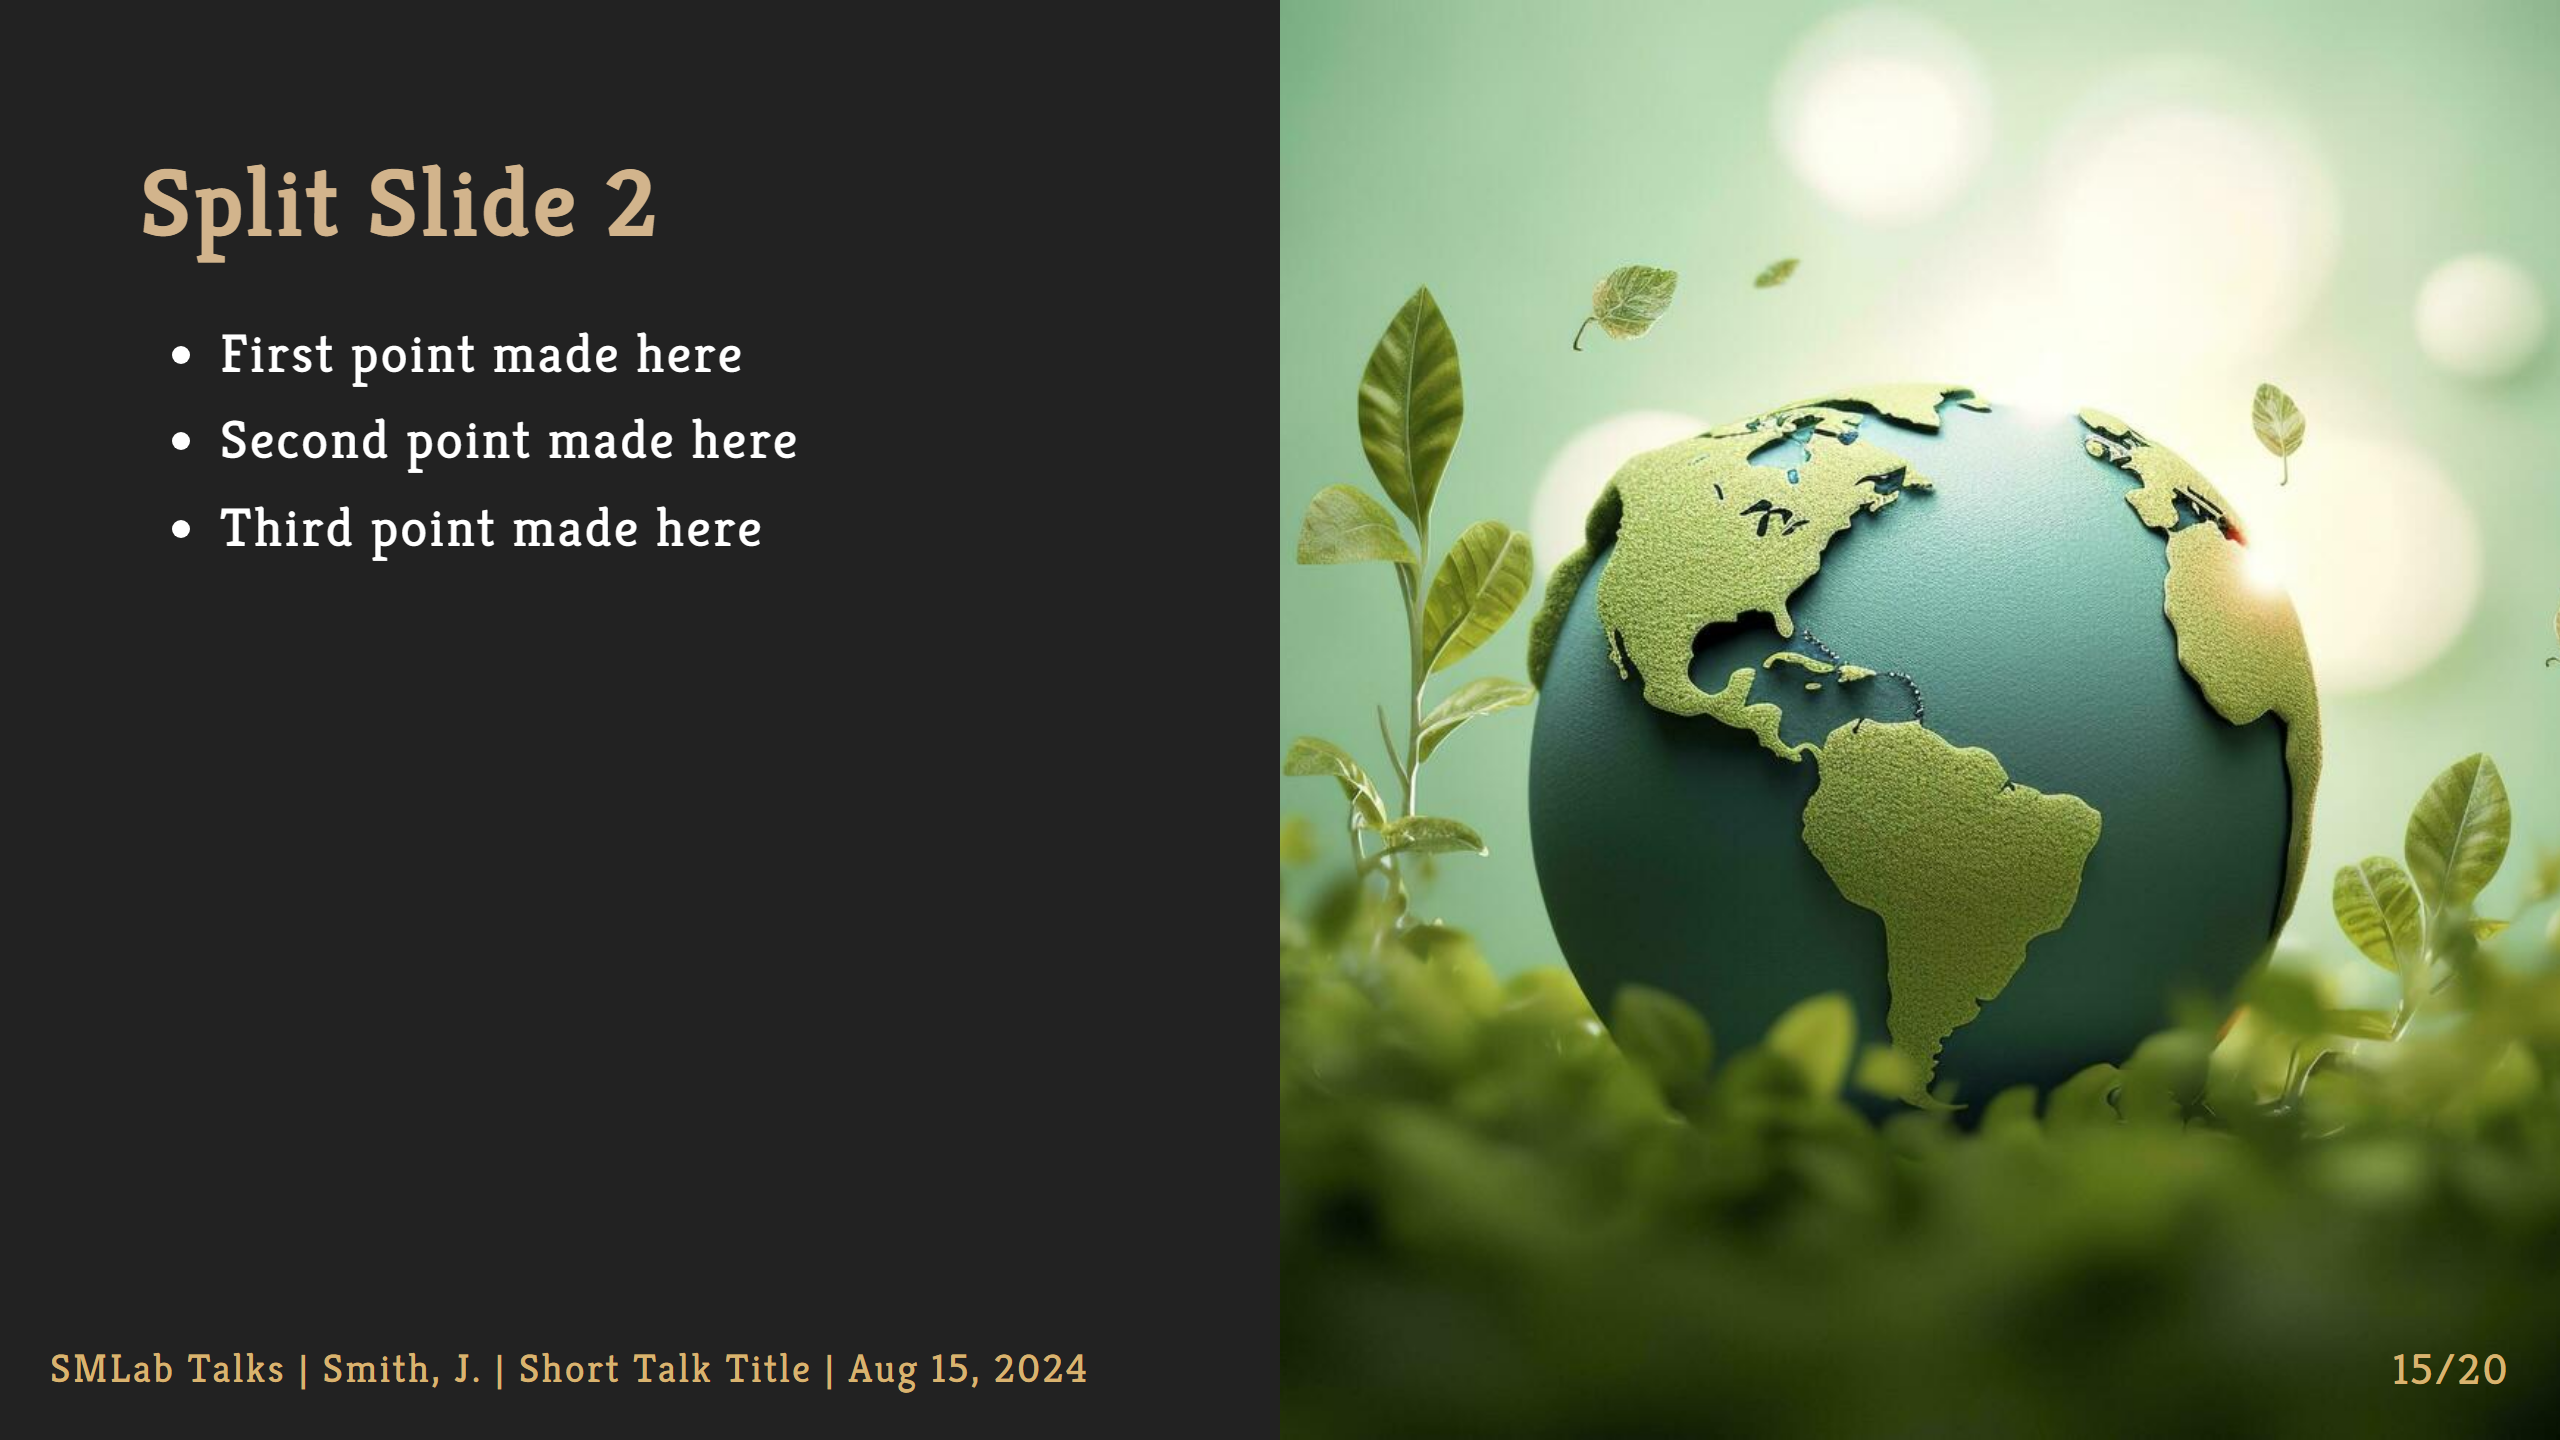 Split Slide 2
• First point made here
• Second point made here
• Third point made here
SMLab Talks | Smith, J. | Short Talk Title | Aug 15, 2024
15/20